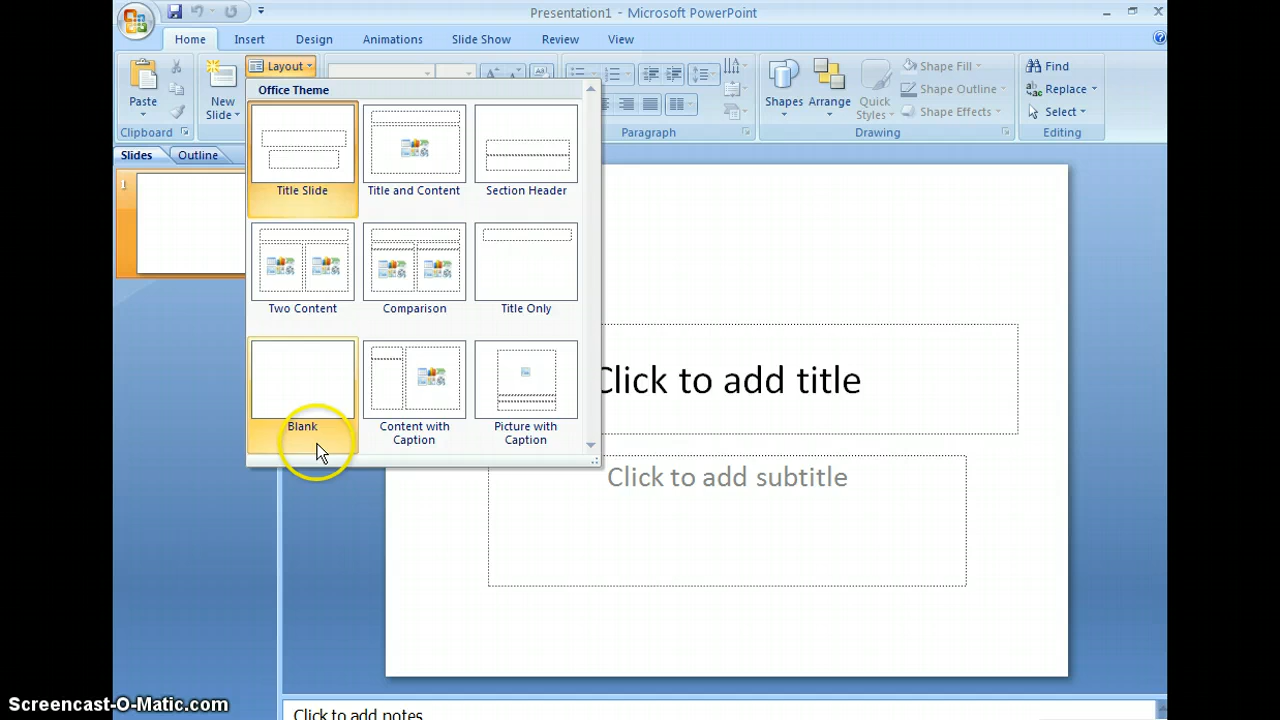 Presentation1 - Microsoft PowerPoint
Home Insert Design Animations Slide Show Review View
Paste
Clipboard
New
Slide
Layout
Paragraph
Shapes
Arrange
Quick
Styles
Shape Fill
Shape Outline
Shape Effects
Drawing
Find
Replace
Select
Editing
Slides Outline
1
Office Theme
Title Slide
Title and Content
Section Header
Two Content
Comparison
Title Only
Blank
Content with
Caption
Picture with
Caption
Click to add title
Click to add subtitle
Click to add notes
Screencast-O-Matic.com